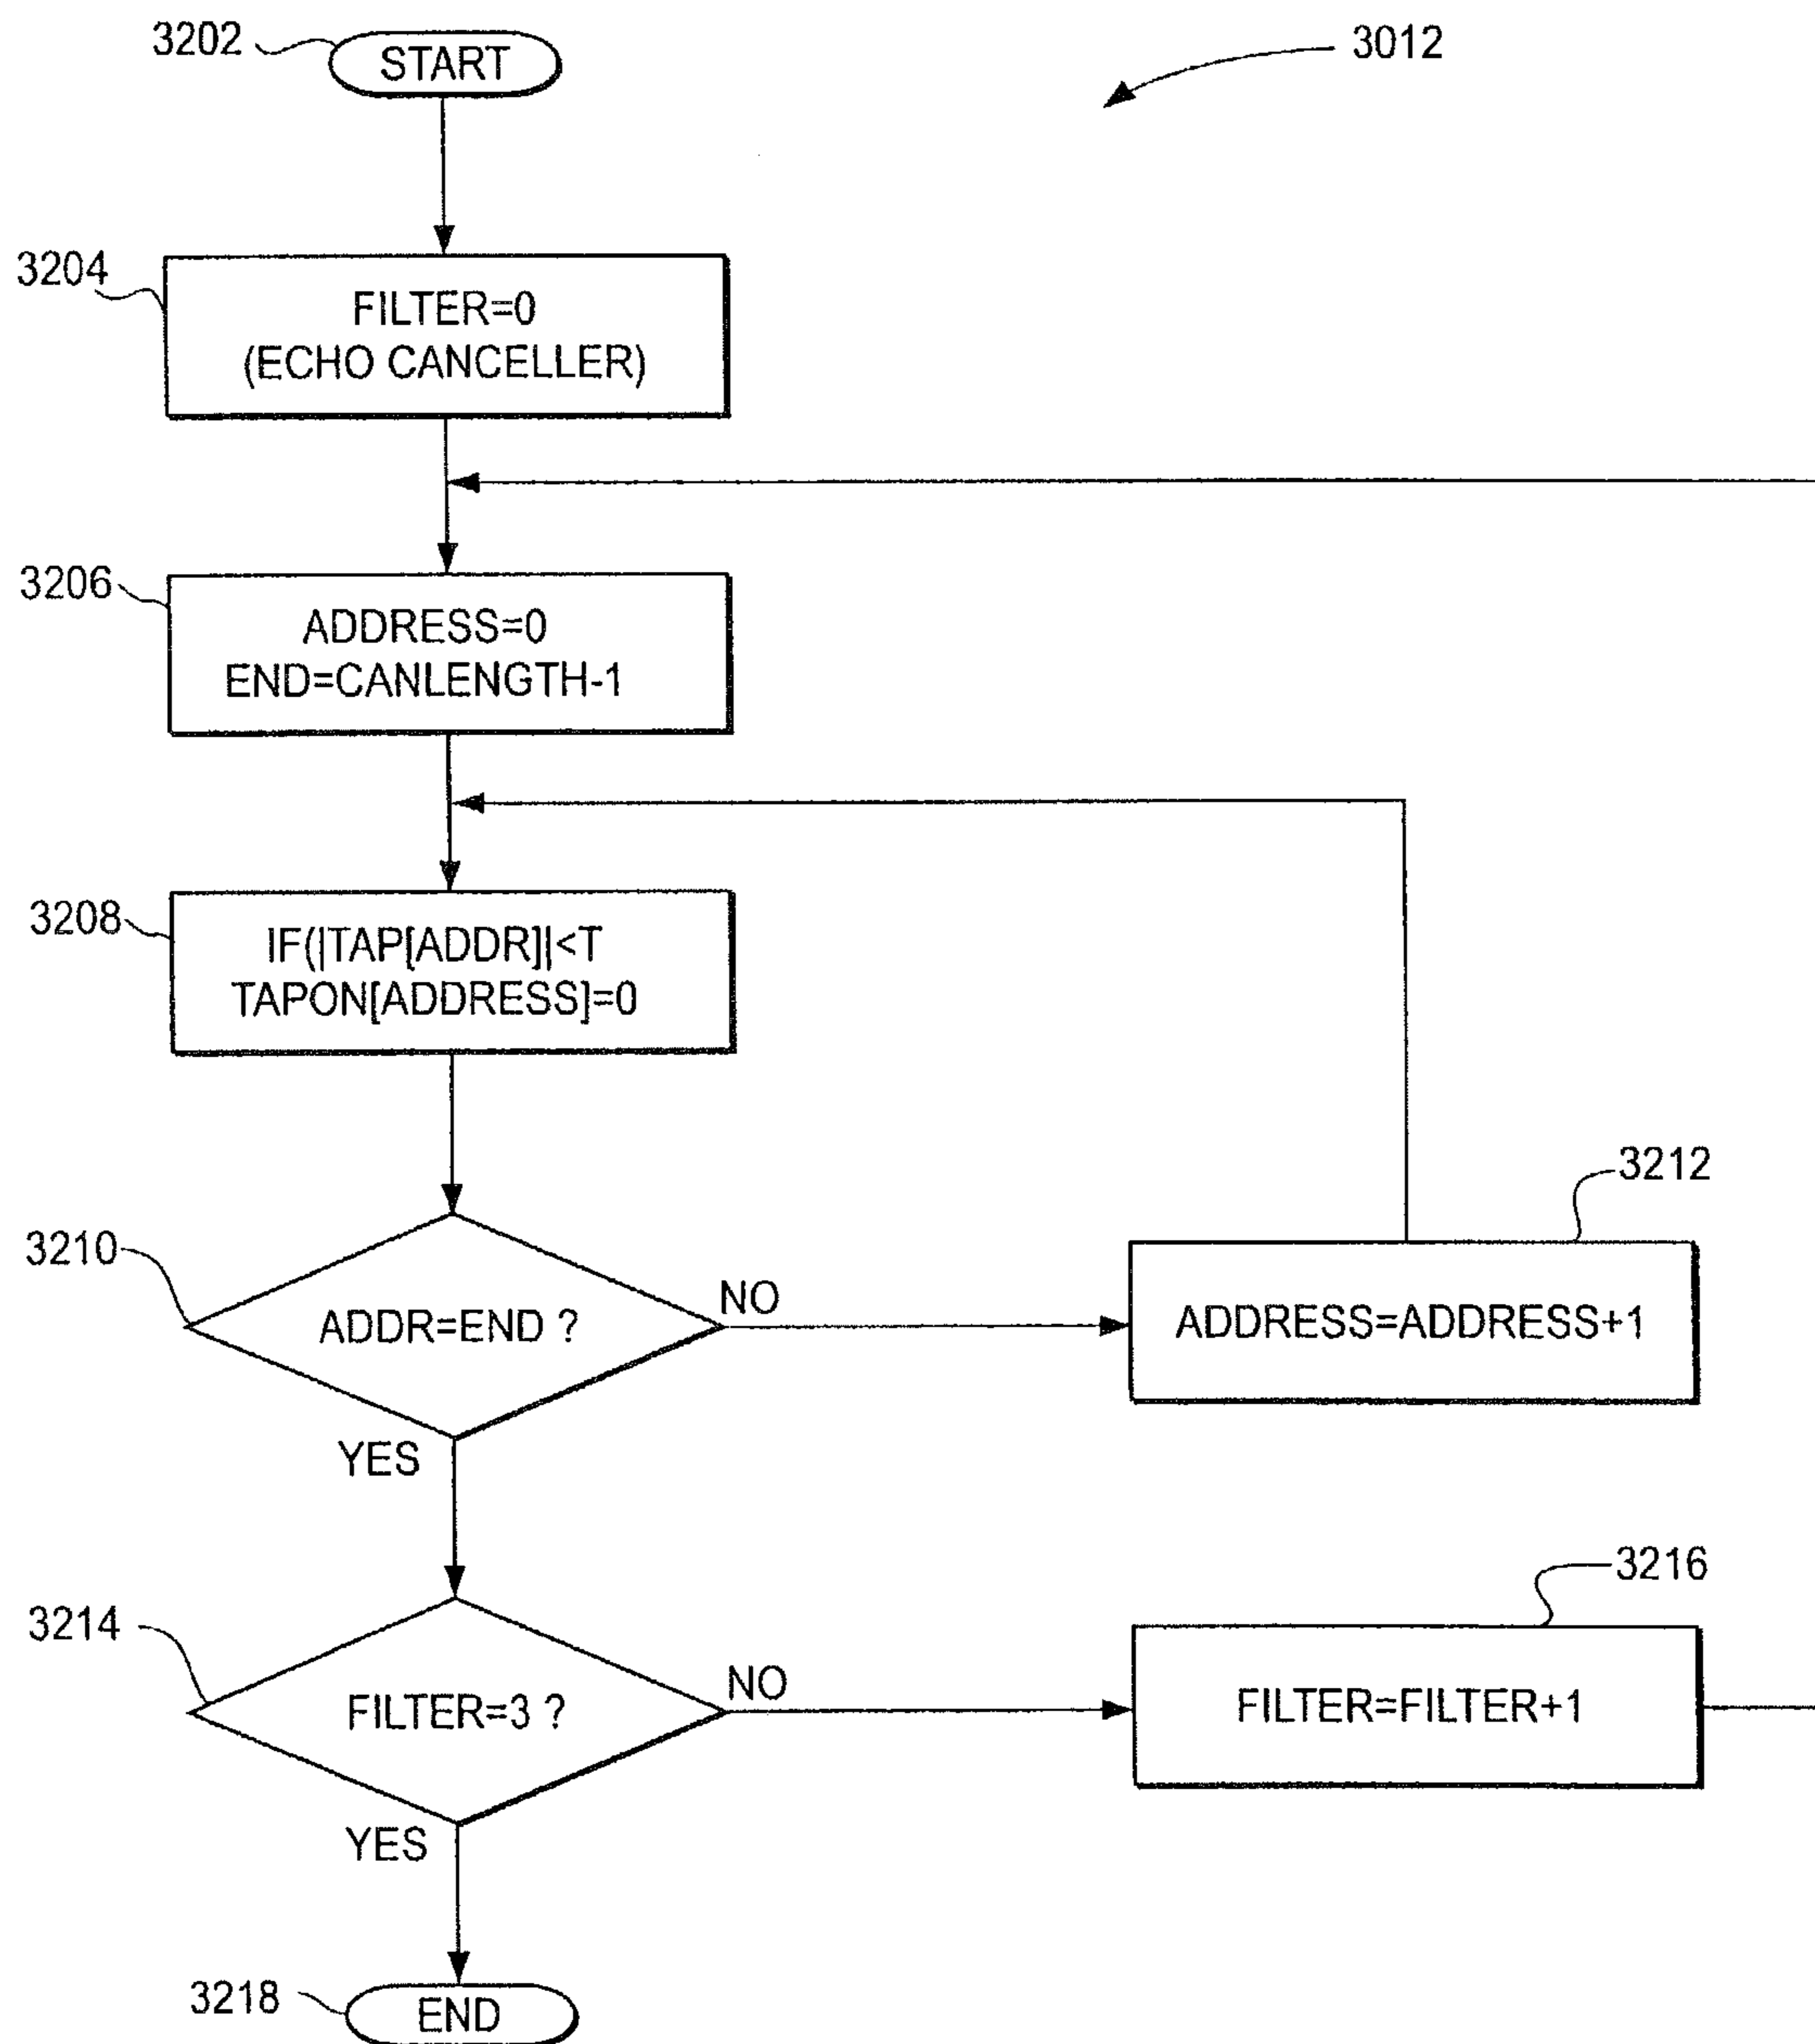 3202
START
3012
3204
FILTER=0
(ECHO CANCELLER)
3206
ADDRESS=0
END=CANLENGTH-1
3208
IF(|TAP[ADDR]|<T
TAPON[ADDRESS]=0
3210
ADDR=END ?
NO
YES
3212
ADDRESS=ADDRESS+1
3214
FILTER=3 ?
NO
YES
3216
FILTER=FILTER+1
3218
END